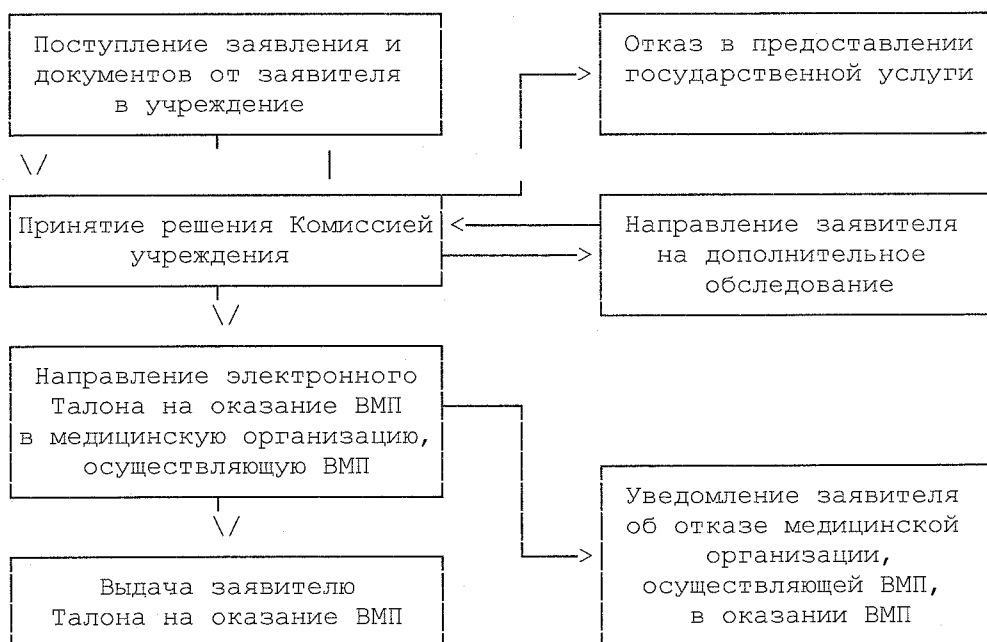 Поступление заявления и
документов от заявителя
в учреждение
Отказ в предоставлении
государственной услуги
Принятие решения Комиссией
учреждения
Направление заявителя
на дополнительное
обследование
Направление электронного
Талона на оказание ВМП
в медицинскую организацию,
осуществляющую ВМП
Уведомление заявителя
об отказе медицинской
организации,
осуществляющей ВМП,
в оказании ВМП
Выдача заявителю
Талона на оказание ВМП